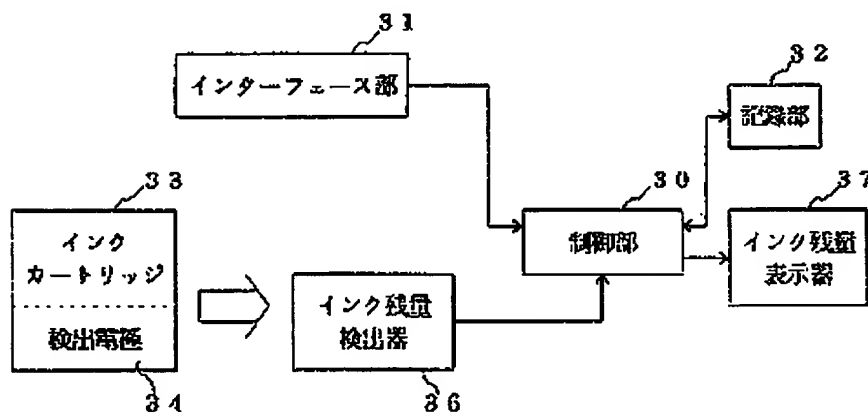 31
インターフェース部
32
記録部
33
インク
カートリッジ
検出電極
34
インク残量
検出器
36
30
制御部
37
インク残量
表示器